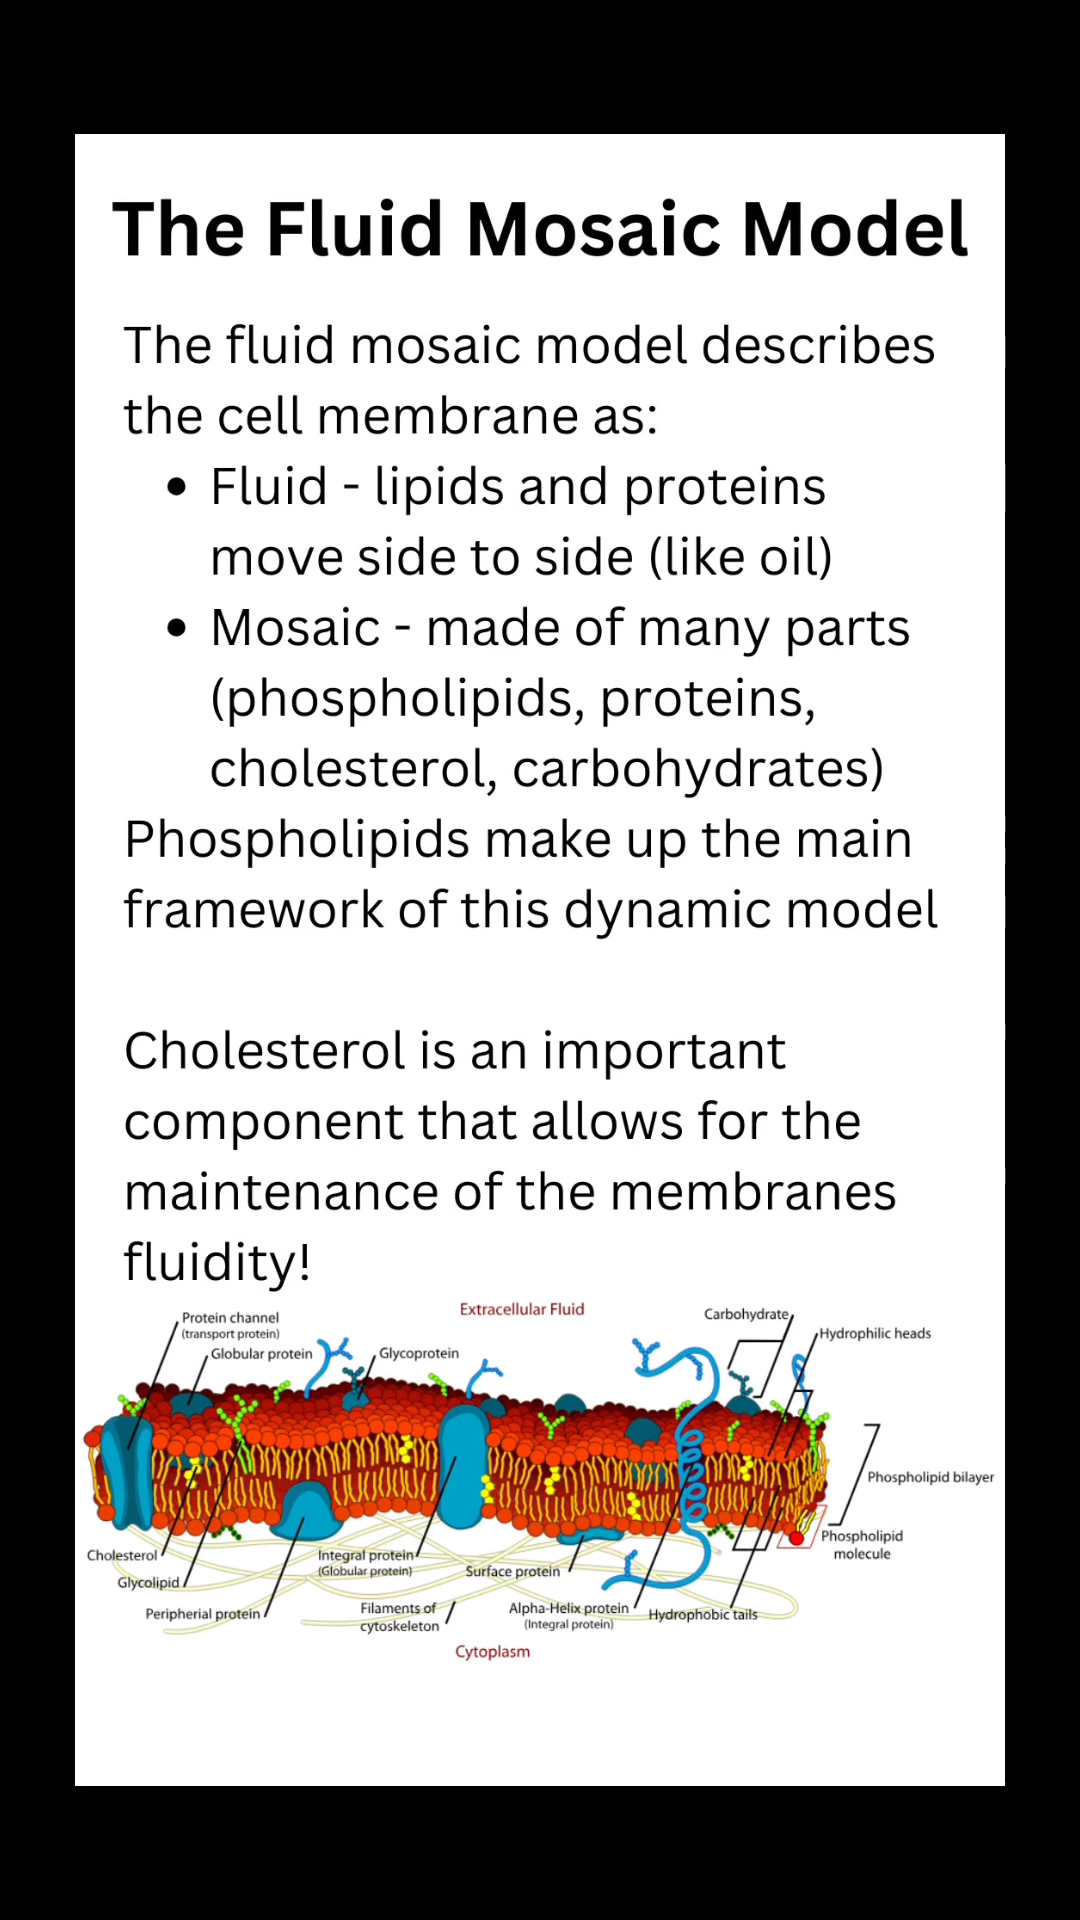 The Fluid Mosaic Model
The fluid mosaic model describes
the cell membrane as:
• Fluid - lipids and proteins
move side to side (like oil)
• Mosaic - made of many parts
(phospholipids, proteins,
cholesterol, carbohydrates)
Phospholipids make up the main
framework of this dynamic model
Cholesterol is an important
component that allows for the
maintenance of the membranes
fluidity!
Extracellular Fluid
Protein channel
(transport protein)
Globular protein
Glycoprotein
Carbohydrate
Hydrophilic heads
Phospholipid bilayer
Phospholipid
molecule
Cholesterol
Glycolipid
Peripherial protein
Integral protein
(Globular protein)
Filaments of
cytoskeleton
Surface protein
Alpha-Helix protein
(Integral protein)
Hydrophobic tails
Cytoplasm